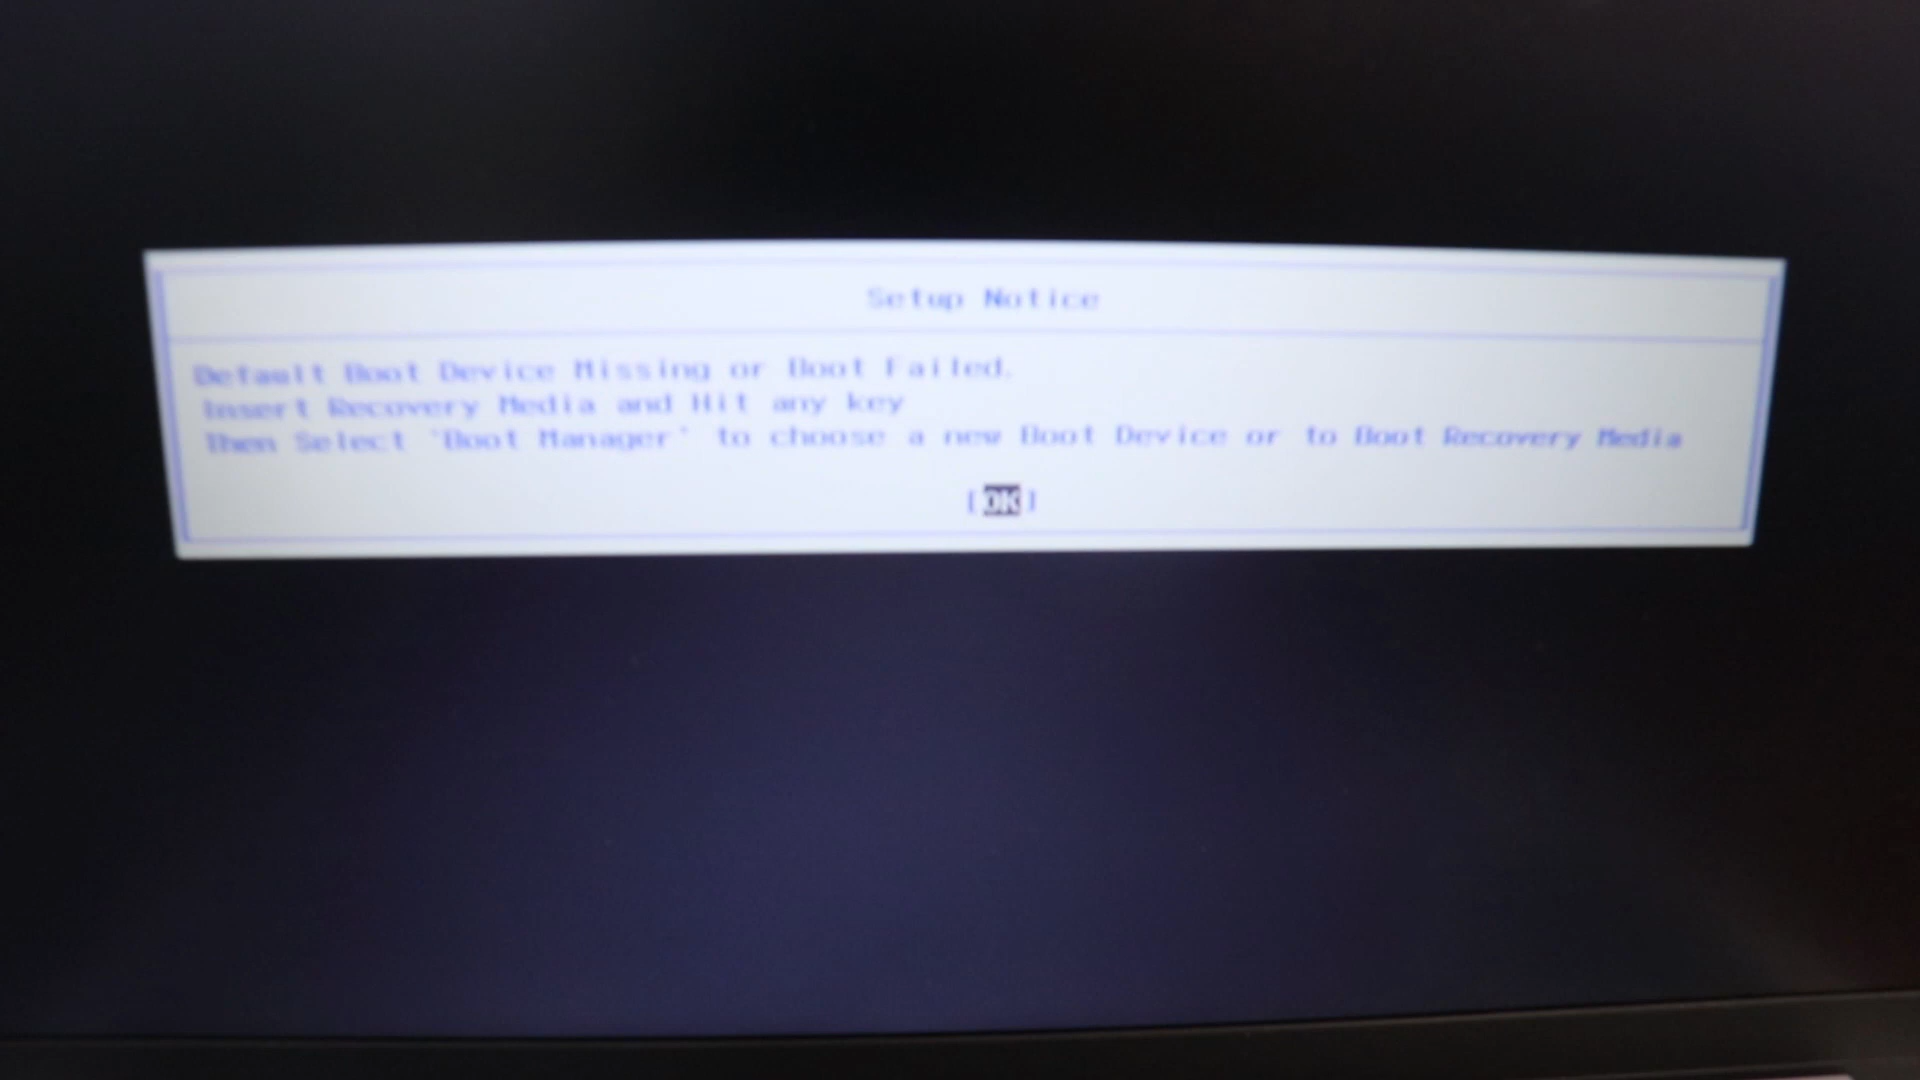 Setup Notice
Default Boot Device Missing or Boot Failed.
Insert Recovery Media and Hit any key
Then Select 'Boot Manager' to choose a new Boot Device or to Boot Recovery Media
[OK]